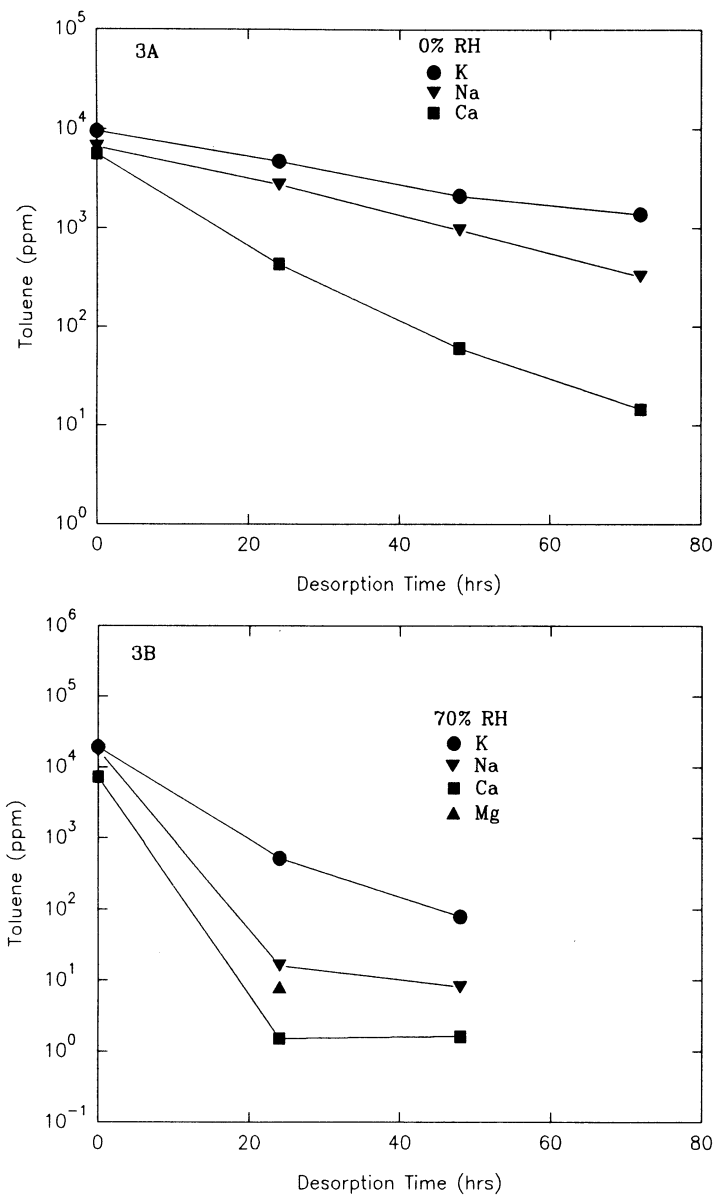 3A
0% RH
K
Na
Ca
10^5
10^4
10^3
10^2
10^1
10^0
Toluene (ppm)
0 20 40 60 80
Desorption Time (hrs)
3B
70% RH
K
Na
Ca
Mg
10^6
10^5
10^4
10^3
10^2
10^1
10^0
10^-1
Toluene (ppm)
0 20 40 60 80
Desorption Time (hrs)